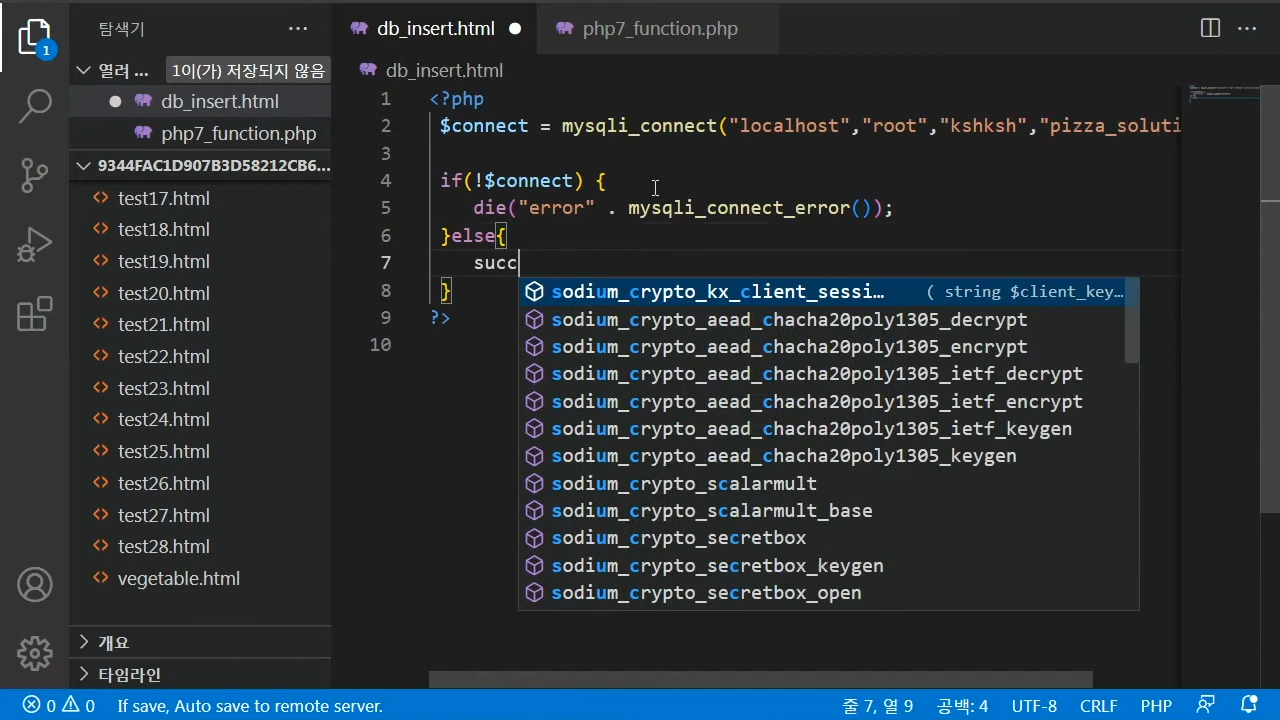 탐색기
1
열려 ...
1이(가) 저장되지 않음
db_insert.html
php7_function.php
9344FAC1D907B3D58212CB6...
test17.html
test18.html
test19.html
test20.html
test21.html
test22.html
test23.html
test24.html
test25.html
test26.html
test27.html
test28.html
vegetable.html
개요
타임라인
db_insert.html
php7_function.php
db_insert.html
1 <?php
2 $connect = mysqli_connect("localhost","root","kshksh","pizza_soluti
3
4 if(!$connect) {
5 die("error" . mysqli_connect_error());
6 }else{
7 succ
8 }
9 ?>
10
sodium_crypto_kx_client_sessi... ( string $client_key...
sodium_crypto_aead_chacha20poly1305_decrypt
sodium_crypto_aead_chacha20poly1305_encrypt
sodium_crypto_aead_chacha20poly1305_ietf_decrypt
sodium_crypto_aead_chacha20poly1305_ietf_encrypt
sodium_crypto_aead_chacha20poly1305_ietf_keygen
sodium_crypto_aead_chacha20poly1305_keygen
sodium_crypto_scalarmult
sodium_crypto_scalarmult_base
sodium_crypto_secretbox
sodium_crypto_secretbox_keygen
sodium_crypto_secretbox_open
0 0 If save, Auto save to remote server. 줄 7, 열 9 공백: 4 UTF-8 CRLF PHP